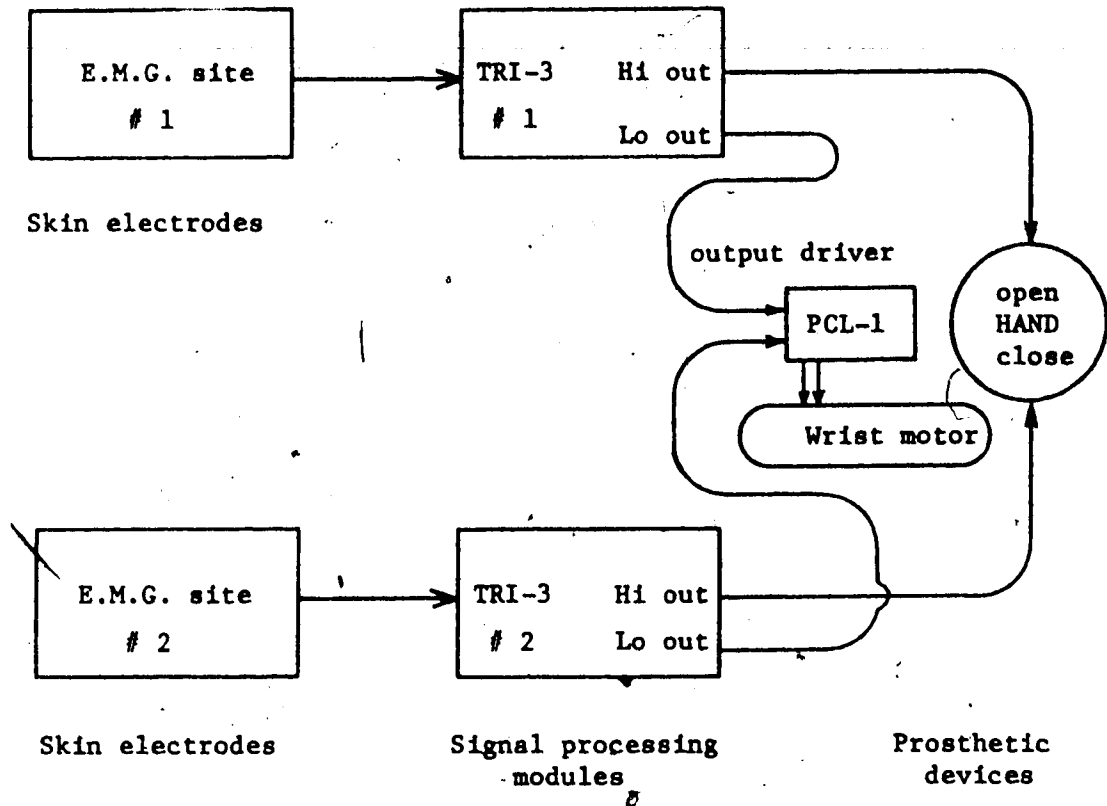 E.M.G. site
# 1
TRI-3 Hi out
# 1
Lo out
Skin electrodes
output driver
PCL-1
open
HAND
close
Wrist motor
E.M.G. site
# 2
TRI-3 Hi out
# 2 Lo out
Skin electrodes
Signal processing
modules
Prosthetic
devices